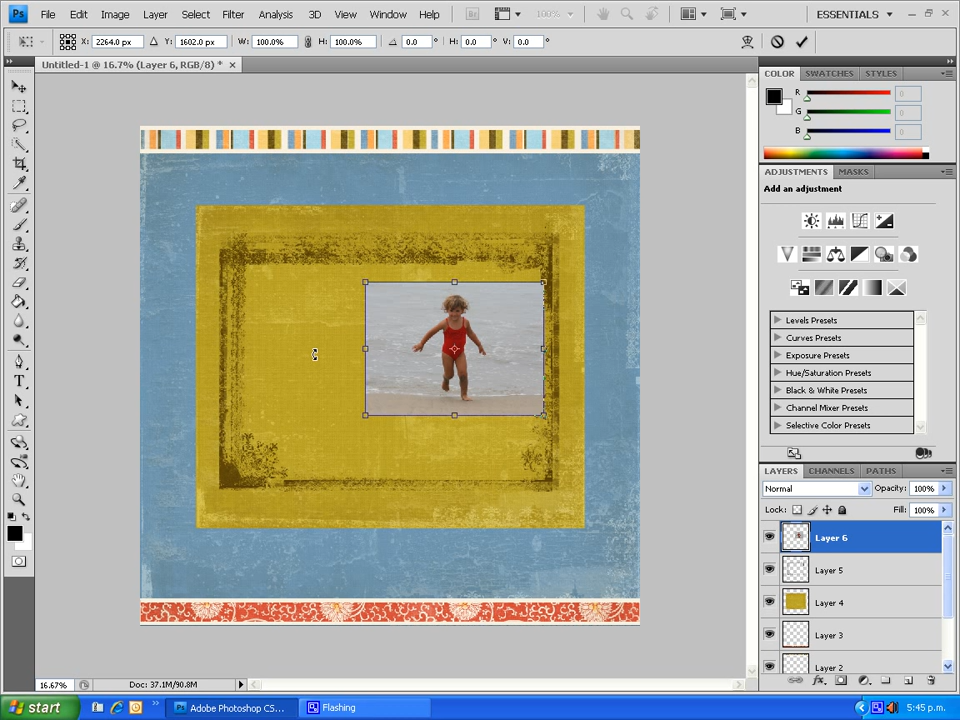 Ps File Edit Image Layer Select Filter Analysis 3D View Window Help Br 100% ESSENTIALS
X: 2264.0 px Y: 1602.0 px W: 100.0% H: 100.0% 0.0 ° H: 0.0 ° V: 0.0 °
Untitled-1 @ 16.7% (Layer 6, RGB/8) *
COLOR SWATCHES STYLES
R 0
G 0
B 0
ADJUSTMENTS MASKS
Add an adjustment
Levels Presets
Curves Presets
Exposure Presets
Hue/Saturation Presets
Black & White Presets
Channel Mixer Presets
Selective Color Presets
LAYERS CHANNELS PATHS
Normal Opacity: 100%
Lock: Fill: 100%
Layer 6
Layer 5
Layer 4
Layer 3
Layer 2
16.67% Doc: 37.1M/90.8M
start Ps Adobe Photoshop CS... Flashing 5:45 p.m.